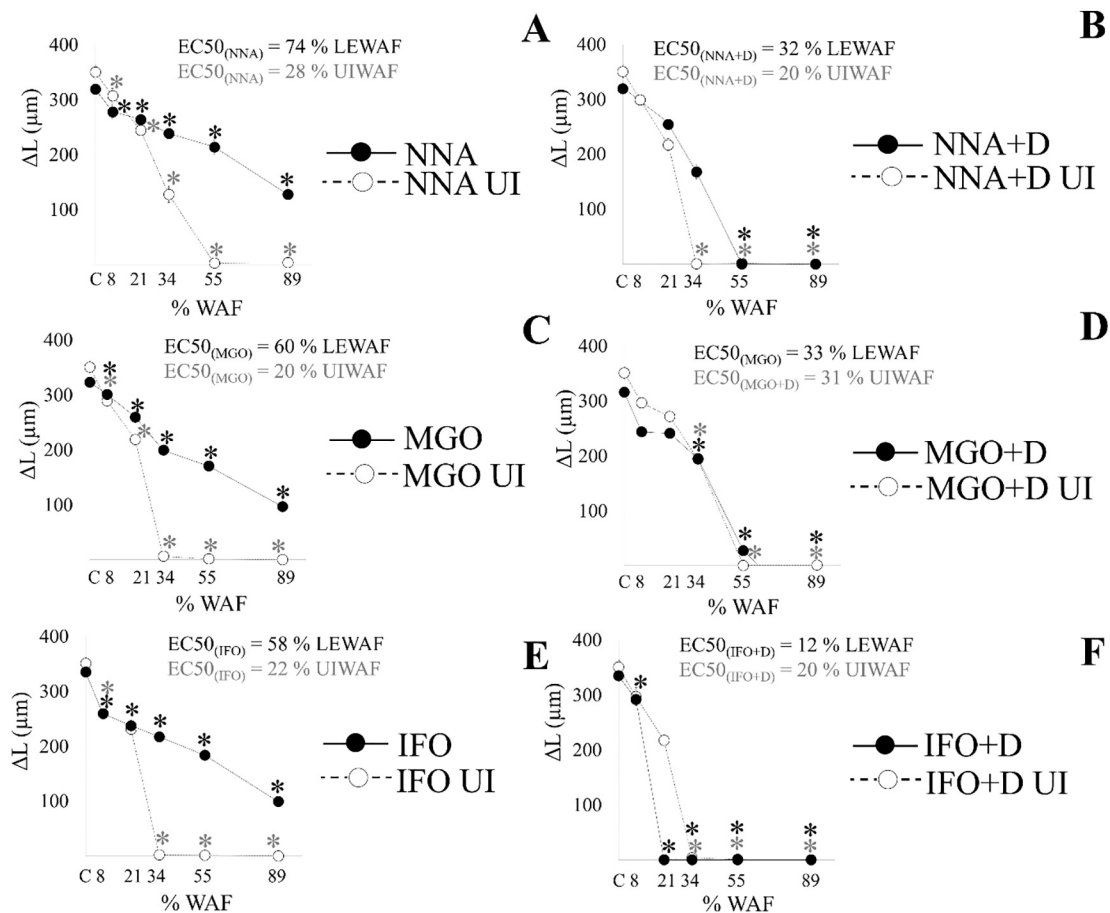 A
EC50(NNA) = 74 % LEWAF
EC50(NNA) = 28 % UIWAF
400
300
200
100
ΔL (µm)
* * * * * *
* * * * *
NNA
NNA UI
C 8 21 34 55 89
% WAF
B
EC50(NNA+D) = 32 % LEWAF
EC50(NNA+D) = 20 % UIWAF
400
300
200
100
ΔL (µm)
* *
* * *
NNA+D
NNA+D UI
C 8 21 34 55 89
% WAF
C
EC50(MGO) = 60 % LEWAF
EC50(MGO) = 20 % UIWAF
400
300
200
100
ΔL (µm)
* * * * *
* * * * *
MGO
MGO UI
C 8 21 34 55 89
% WAF
D
EC50(MGO) = 33 % LEWAF
EC50(MGO+D) = 31 % UIWAF
400
300
200
100
ΔL (µm)
* * *
* * *
MGO+D
MGO+D UI
C 8 21 34 55 89
% WAF
E
EC50(IFO) = 58 % LEWAF
EC50(IFO) = 22 % UIWAF
400
300
200
100
ΔL (µm)
* * * * *
* * * *
IFO
IFO UI
C 8 21 34 55 89
% WAF
F
EC50(IFO+D) = 12 % LEWAF
EC50(IFO+D) = 20 % UIWAF
400
300
200
100
ΔL (µm)
* * * * *
* * *
IFO+D
IFO+D UI
C 8 21 34 55 89
% WAF